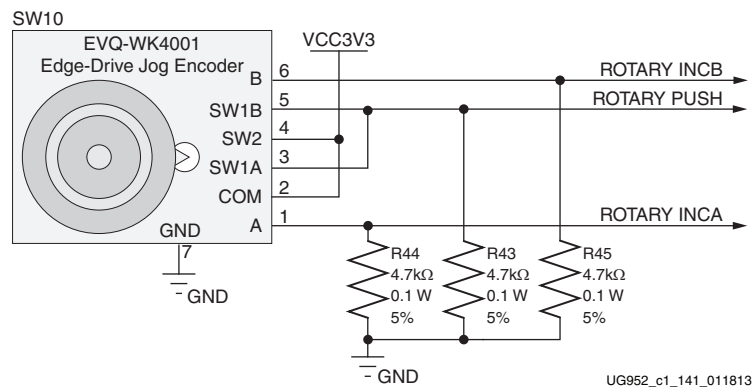 SW10
EVQ-WK4001
Edge-Drive Jog Encoder
VCC3V3
B 6 ROTARY INCB
SW1B 5 ROTARY PUSH
SW2 4
SW1A 3
COM 2
A 1 ROTARY INCA
GND
7
GND
R44
4.7kΩ
0.1 W
5%
R43
4.7kΩ
0.1 W
5%
R45
4.7kΩ
0.1 W
5%
GND
UG952_c1_141_011813